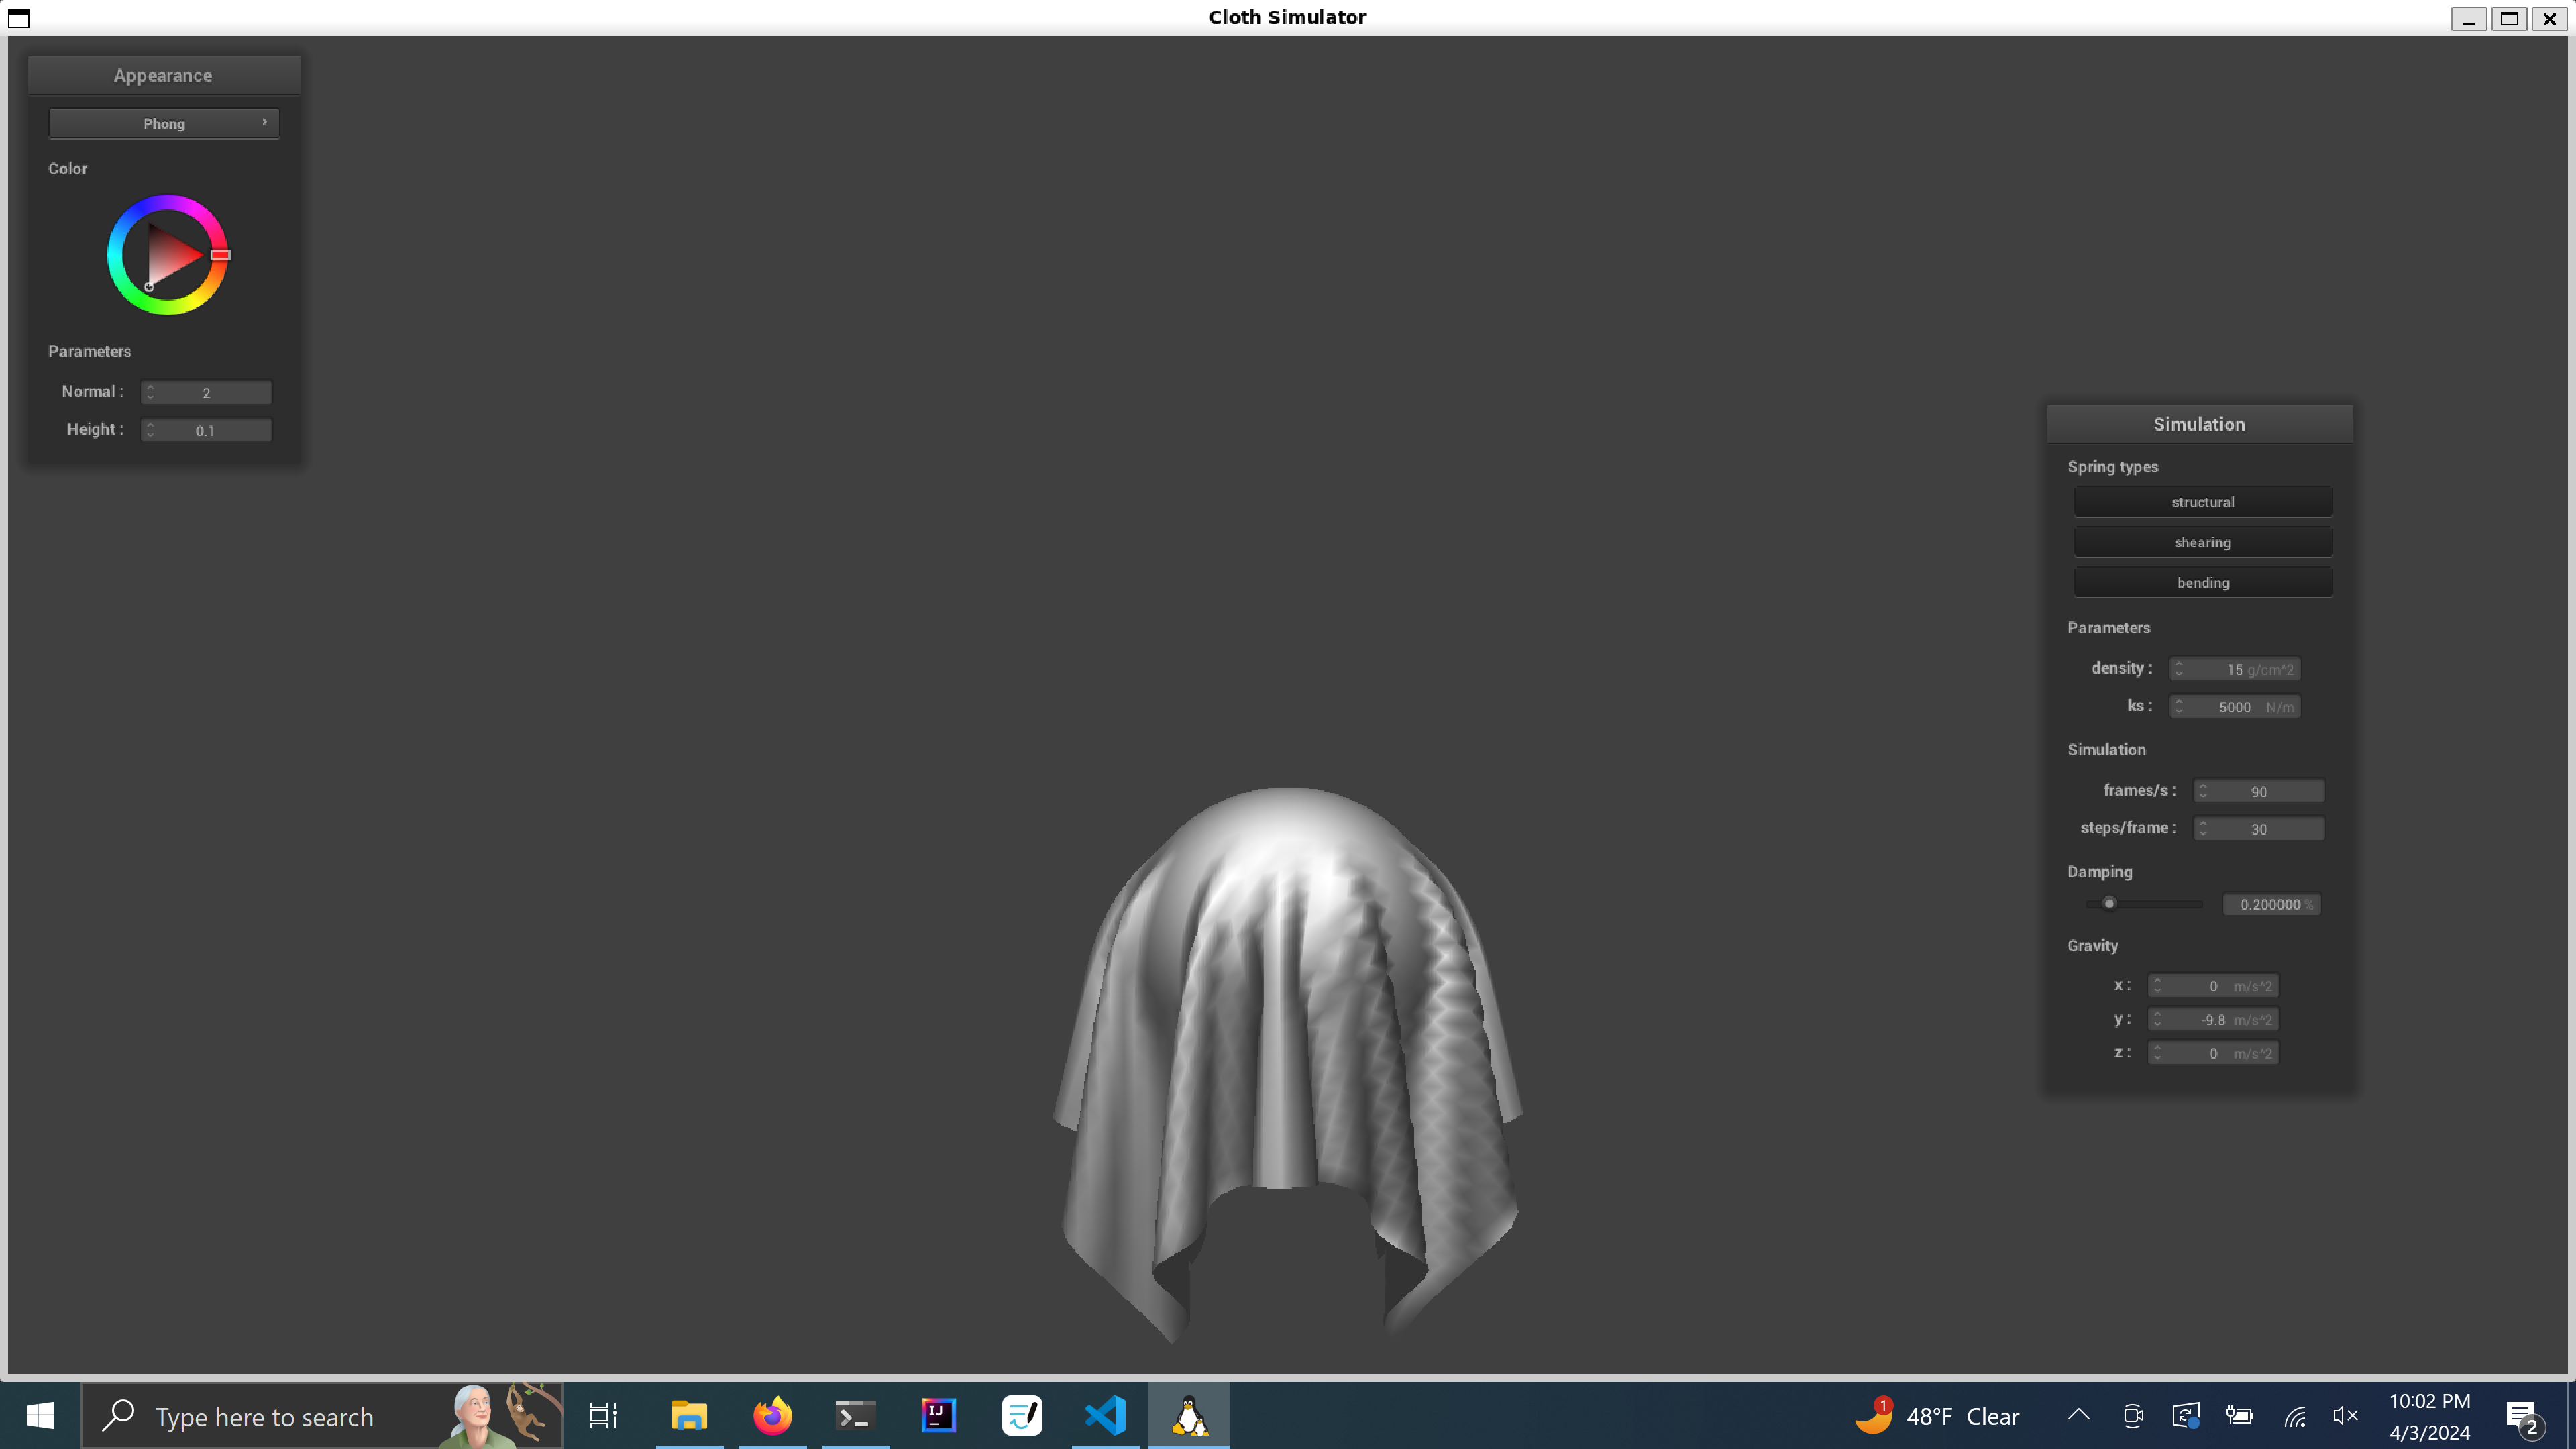 Cloth Simulator
Appearance
Phong
Color
Parameters
Normal : 2
Height : 0.1
Simulation
Spring types
structural
shearing
bending
Parameters
density : 15 g/cm^2
ks : 5000 N/m
Simulation
frames/s : 90
steps/frame : 30
Damping
0.200000 %
Gravity
x : 0 m/s^2
y : -9.8 m/s^2
z : 0 m/s^2
Type here to search
IJ
1
48°F Clear
10:02 PM
4/3/2024
2